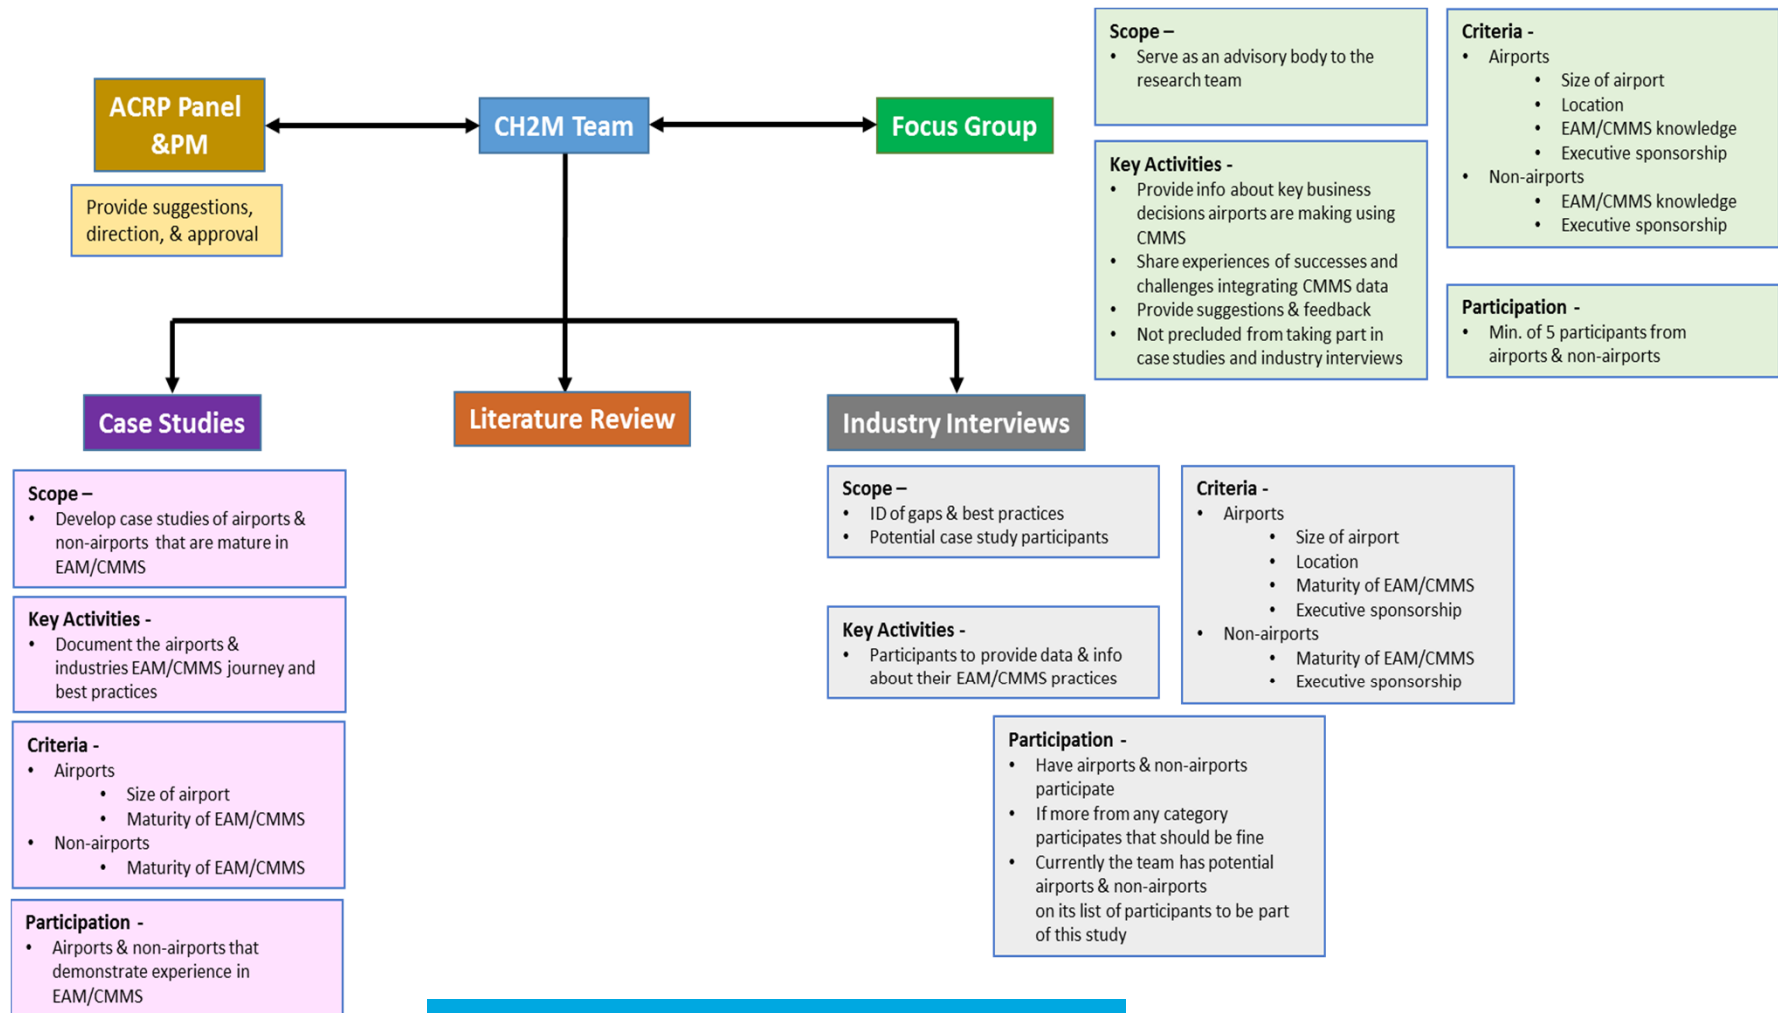 ACRP Panel
&PM
Provide suggestions,
direction, & approval
CH2M Team
Focus Group
Scope –
• Serve as an advisory body to the
research team
Key Activities -
• Provide info about key business
decisions airports are making using
CMMS
• Share experiences of successes and
challenges integrating CMMS data
• Provide suggestions & feedback
• Not precluded from taking part in
case studies and industry interviews
Criteria -
• Airports
• Size of airport
• Location
• EAM/CMMS knowledge
• Executive sponsorship
• Non-airports
• EAM/CMMS knowledge
• Executive sponsorship
Participation -
• Min. of 5 participants from
airports & non-airports
Case Studies
Scope –
• Develop case studies of airports &
non-airports that are mature in
EAM/CMMS
Key Activities -
• Document the airports &
industries EAM/CMMS journey and
best practices
Criteria -
• Airports
• Size of airport
• Maturity of EAM/CMMS
• Non-airports
• Maturity of EAM/CMMS
Participation -
• Airports & non-airports that
demonstrate experience in
EAM/CMMS
Literature Review
Industry Interviews
Scope –
• ID of gaps & best practices
• Potential case study participants
Key Activities -
• Participants to provide data & info
about their EAM/CMMS practices
Criteria -
• Airports
• Size of airport
• Location
• Maturity of EAM/CMMS
• Executive sponsorship
• Non-airports
• Maturity of EAM/CMMS
• Executive sponsorship
Participation -
• Have airports & non-airports
participate
• If more from any category
participates that should be fine
• Currently the team has potential
airports & non-airports
on its list of participants to be part
of this study